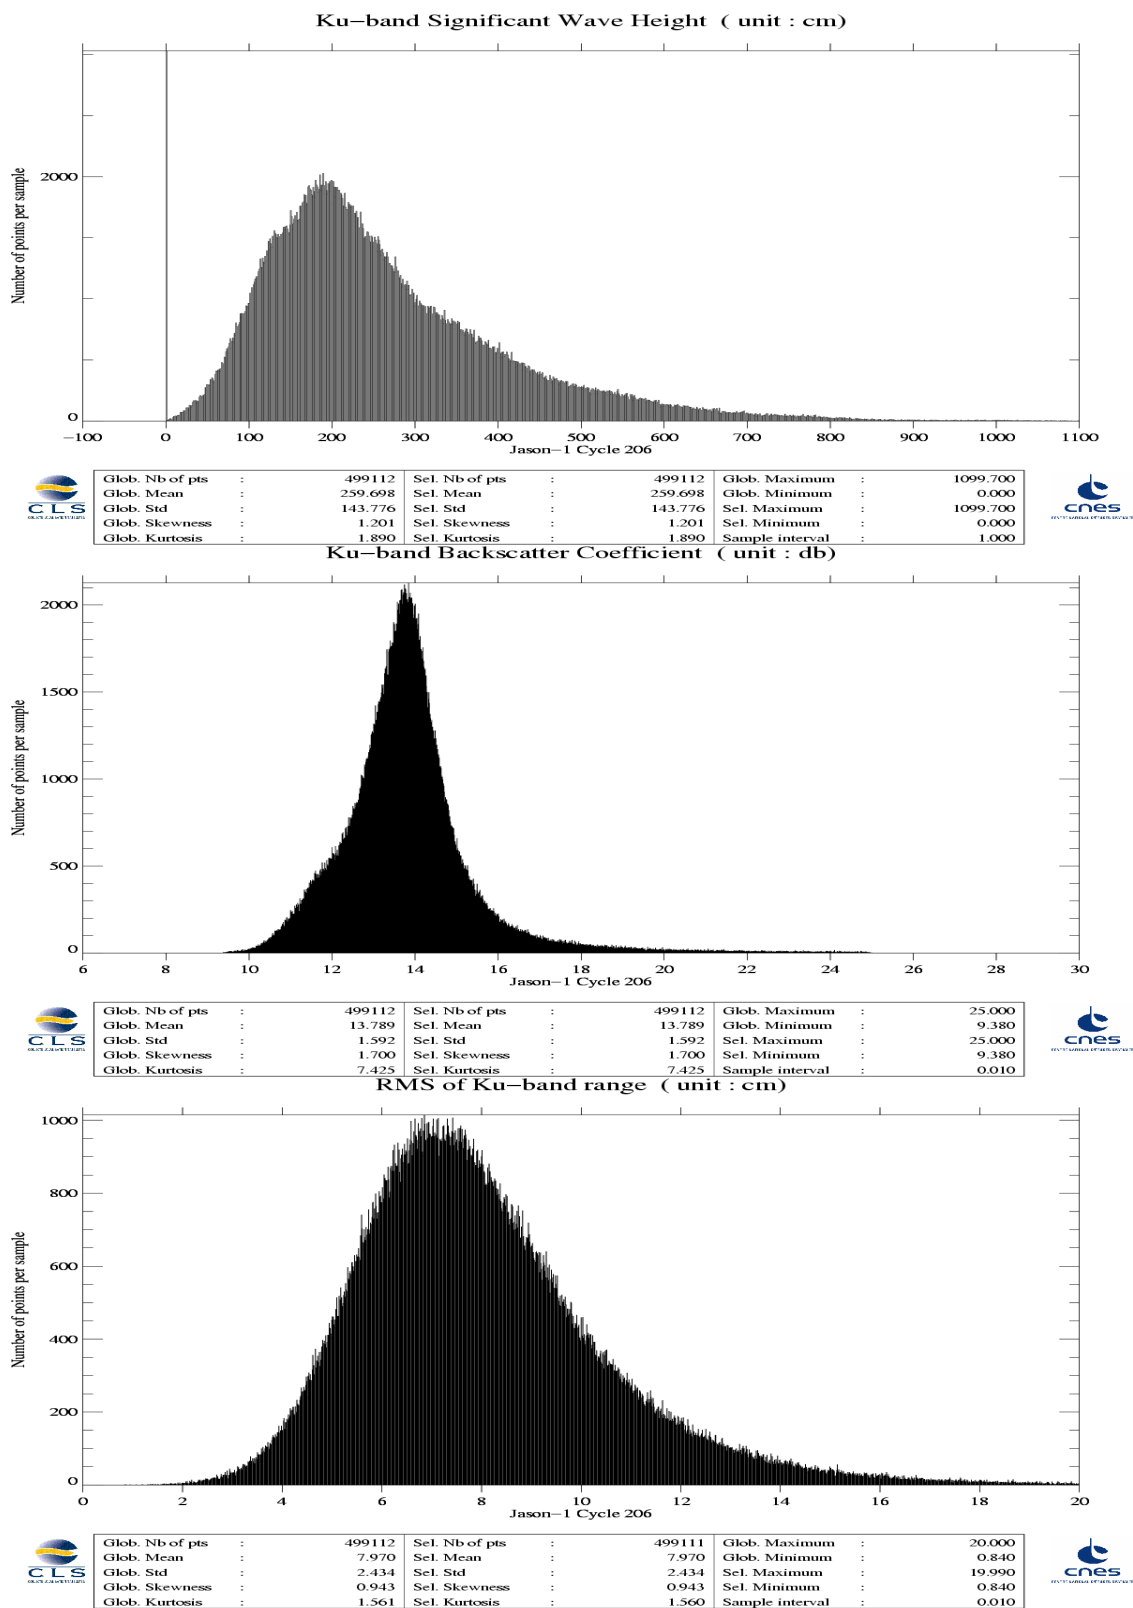 Ku-band Significant Wave Height ( unit : cm)
Number of points per sample
2000
0
-100 0 100 200 300 400 500 600 700 800 900 1000 1100
Jason-1 Cycle 206
CLS
cnes
Glob. Nb of pts : 499112 Sel. Nb of pts : 499112 Glob. Maximum : 1099.700
Glob. Mean : 259.698 Sel. Mean : 259.698 Glob. Minimum : 0.000
Glob. Std : 143.776 Sel. Std : 143.776 Sel. Maximum : 1099.700
Glob. Skewness : 1.201 Sel. Skewness : 1.201 Sel. Minimum : 0.000
Glob. Kurtosis : 1.890 Sel. Kurtosis : 1.890 Sample interval : 1.000
Ku-band Backscatter Coefficient ( unit : db)
Number of points per sample
2000
1500
1000
500
0
6 8 10 12 14 16 18 20 22 24 26 28 30
Jason-1 Cycle 206
CLS
cnes
Glob. Nb of pts : 499112 Sel. Nb of pts : 499112 Glob. Maximum : 25.000
Glob. Mean : 13.789 Sel. Mean : 13.789 Glob. Minimum : 9.380
Glob. Std : 1.592 Sel. Std : 1.592 Sel. Maximum : 25.000
Glob. Skewness : 1.700 Sel. Skewness : 1.700 Sel. Minimum : 9.380
Glob. Kurtosis : 7.425 Sel. Kurtosis : 7.425 Sample interval : 0.010
RMS of Ku-band range ( unit : cm)
Number of points per sample
1000
800
600
400
200
0
0 2 4 6 8 10 12 14 16 18 20
Jason-1 Cycle 206
CLS
cnes
Glob. Nb of pts : 499112 Sel. Nb of pts : 499111 Glob. Maximum : 20.000
Glob. Mean : 7.970 Sel. Mean : 7.970 Glob. Minimum : 0.840
Glob. Std : 2.434 Sel. Std : 2.434 Sel. Maximum : 19.990
Glob. Skewness : 0.943 Sel. Skewness : 0.943 Sel. Minimum : 0.840
Glob. Kurtosis : 1.561 Sel. Kurtosis : 1.560 Sample interval : 0.010